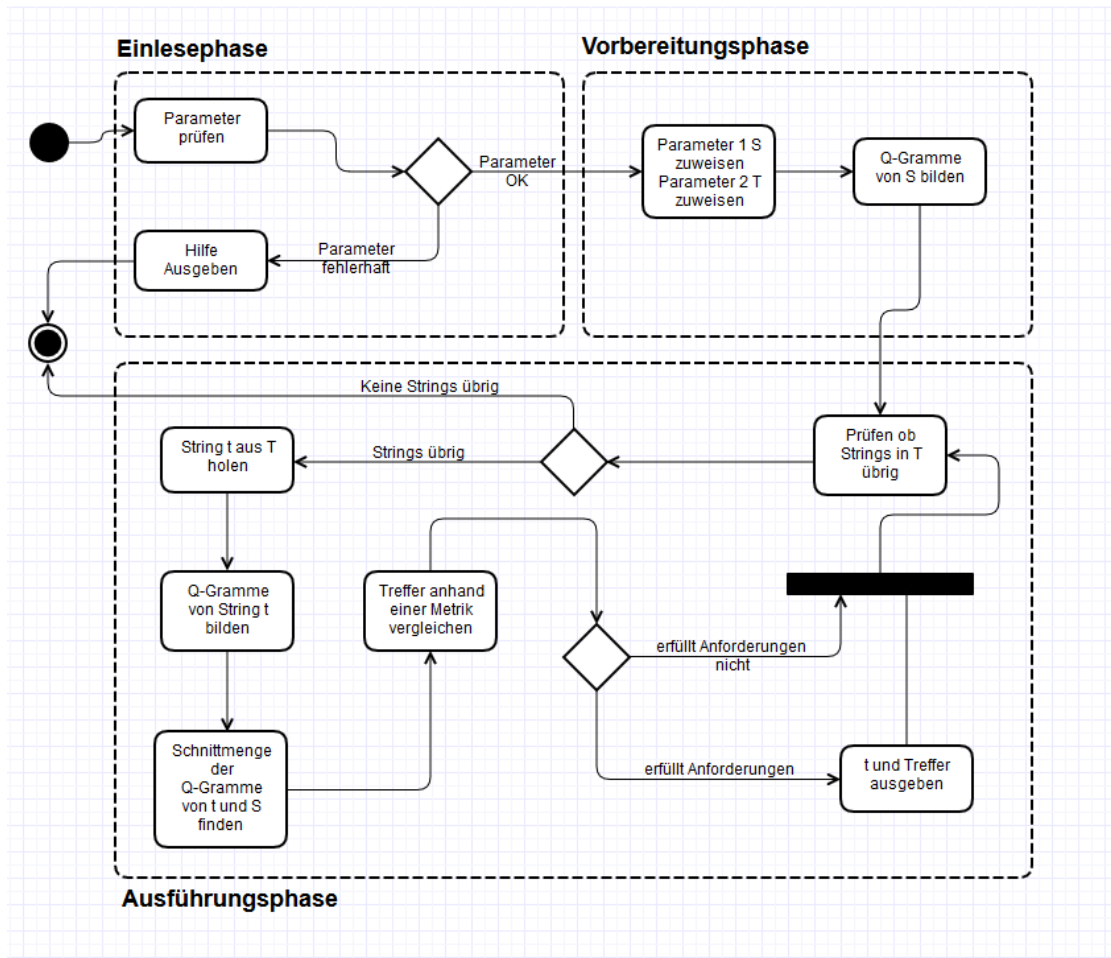 Einlesephase
Vorbereitungsphase
Parameter
prüfen
Parameter
OK
Parameter 1 S
zuweisen
Parameter 2 T
zuweisen
Q-Gramme
von S bilden
Hilfe
Ausgeben
Parameter
fehlerhaft
Keine Strings übrig
String t aus T
holen
Strings übrig
Prüfen ob
Strings in T
übrig
Q-Gramme
von String t
bilden
Treffer anhand
einer Metrik
vergleichen
erfüllt Anforderungen
nicht
Schnittmenge
der
Q-Gramme
von t und S
finden
erfüllt Anforderungen
t und Treffer
ausgeben
Ausführungsphase